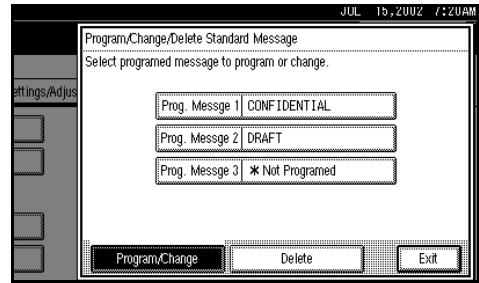 JUL 15,2002 7:20AM
Program/Change/Delete Standard Message
Select programed message to program or change.
ettings/Adjus
Prog. Messge 1 CONFIDENTIAL
Prog. Messge 2 DRAFT
Prog. Messge 3 ✱ Not Programed
Program/Change Delete Exit